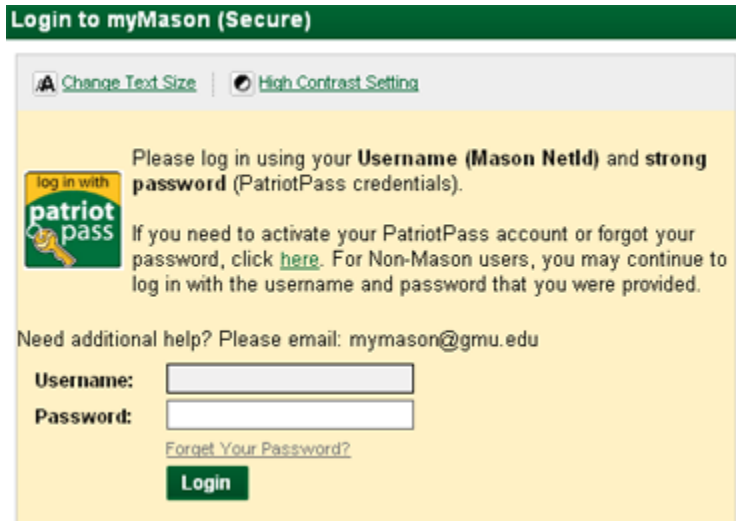 Login to myMason (Secure)
Change Text Size
High Contrast Setting
log in with
patriot
pass
Please log in using your Username (Mason NetId) and strong
password (PatriotPass credentials).
If you need to activate your PatriotPass account or forgot your
password, click here. For Non-Mason users, you may continue to
log in with the username and password that you were provided.
Need additional help? Please email: mymason@gmu.edu
Username:
Password:
Forget Your Password?
Login